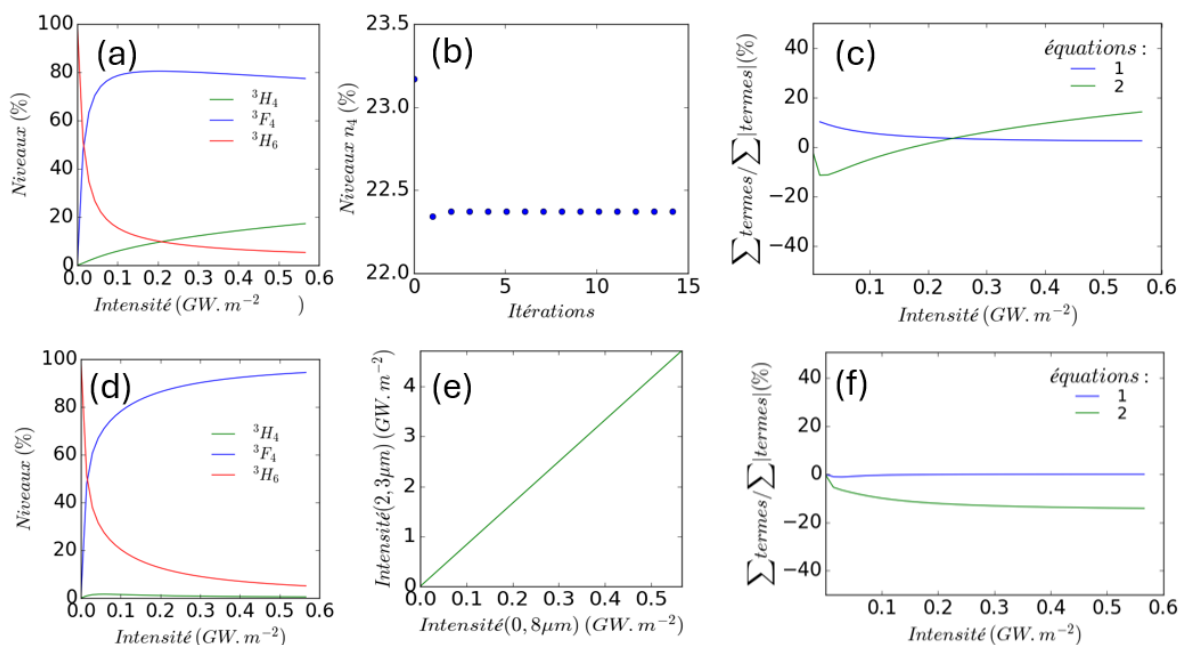 (a)
Niveaux (%)
100
80
60
40
20
0
³H₄
³F₄
³H₆
0.0 0.1 0.2 0.3 0.4 0.5 0.6
Intensité (GW. m⁻² )
(b)
Niveaux n₄ (%)
23.5
23.0
22.5
22.0
0 5 10 15
Itérations
(c)
∑termes/∑|termes|(%)
40
20
0
−20
−40
équations :
1
2
0.1 0.2 0.3 0.4 0.5 0.6
Intensité (GW. m⁻²)
(d)
Niveaux (%)
100
80
60
40
20
0
³H₄
³F₄
³H₆
0.0 0.1 0.2 0.3 0.4 0.5 0.6
Intensité (GW. m⁻²)
(e)
Intensité(2, 3μm) (GW. m⁻²)
4
3
2
1
0
0.0 0.1 0.2 0.3 0.4 0.5
Intensité(0, 8μm) (GW. m⁻²)
(f)
∑termes/∑|termes|(%)
40
20
0
−20
−40
équations :
1
2
0.1 0.2 0.3 0.4 0.5 0.6
Intensité (GW. m⁻²)